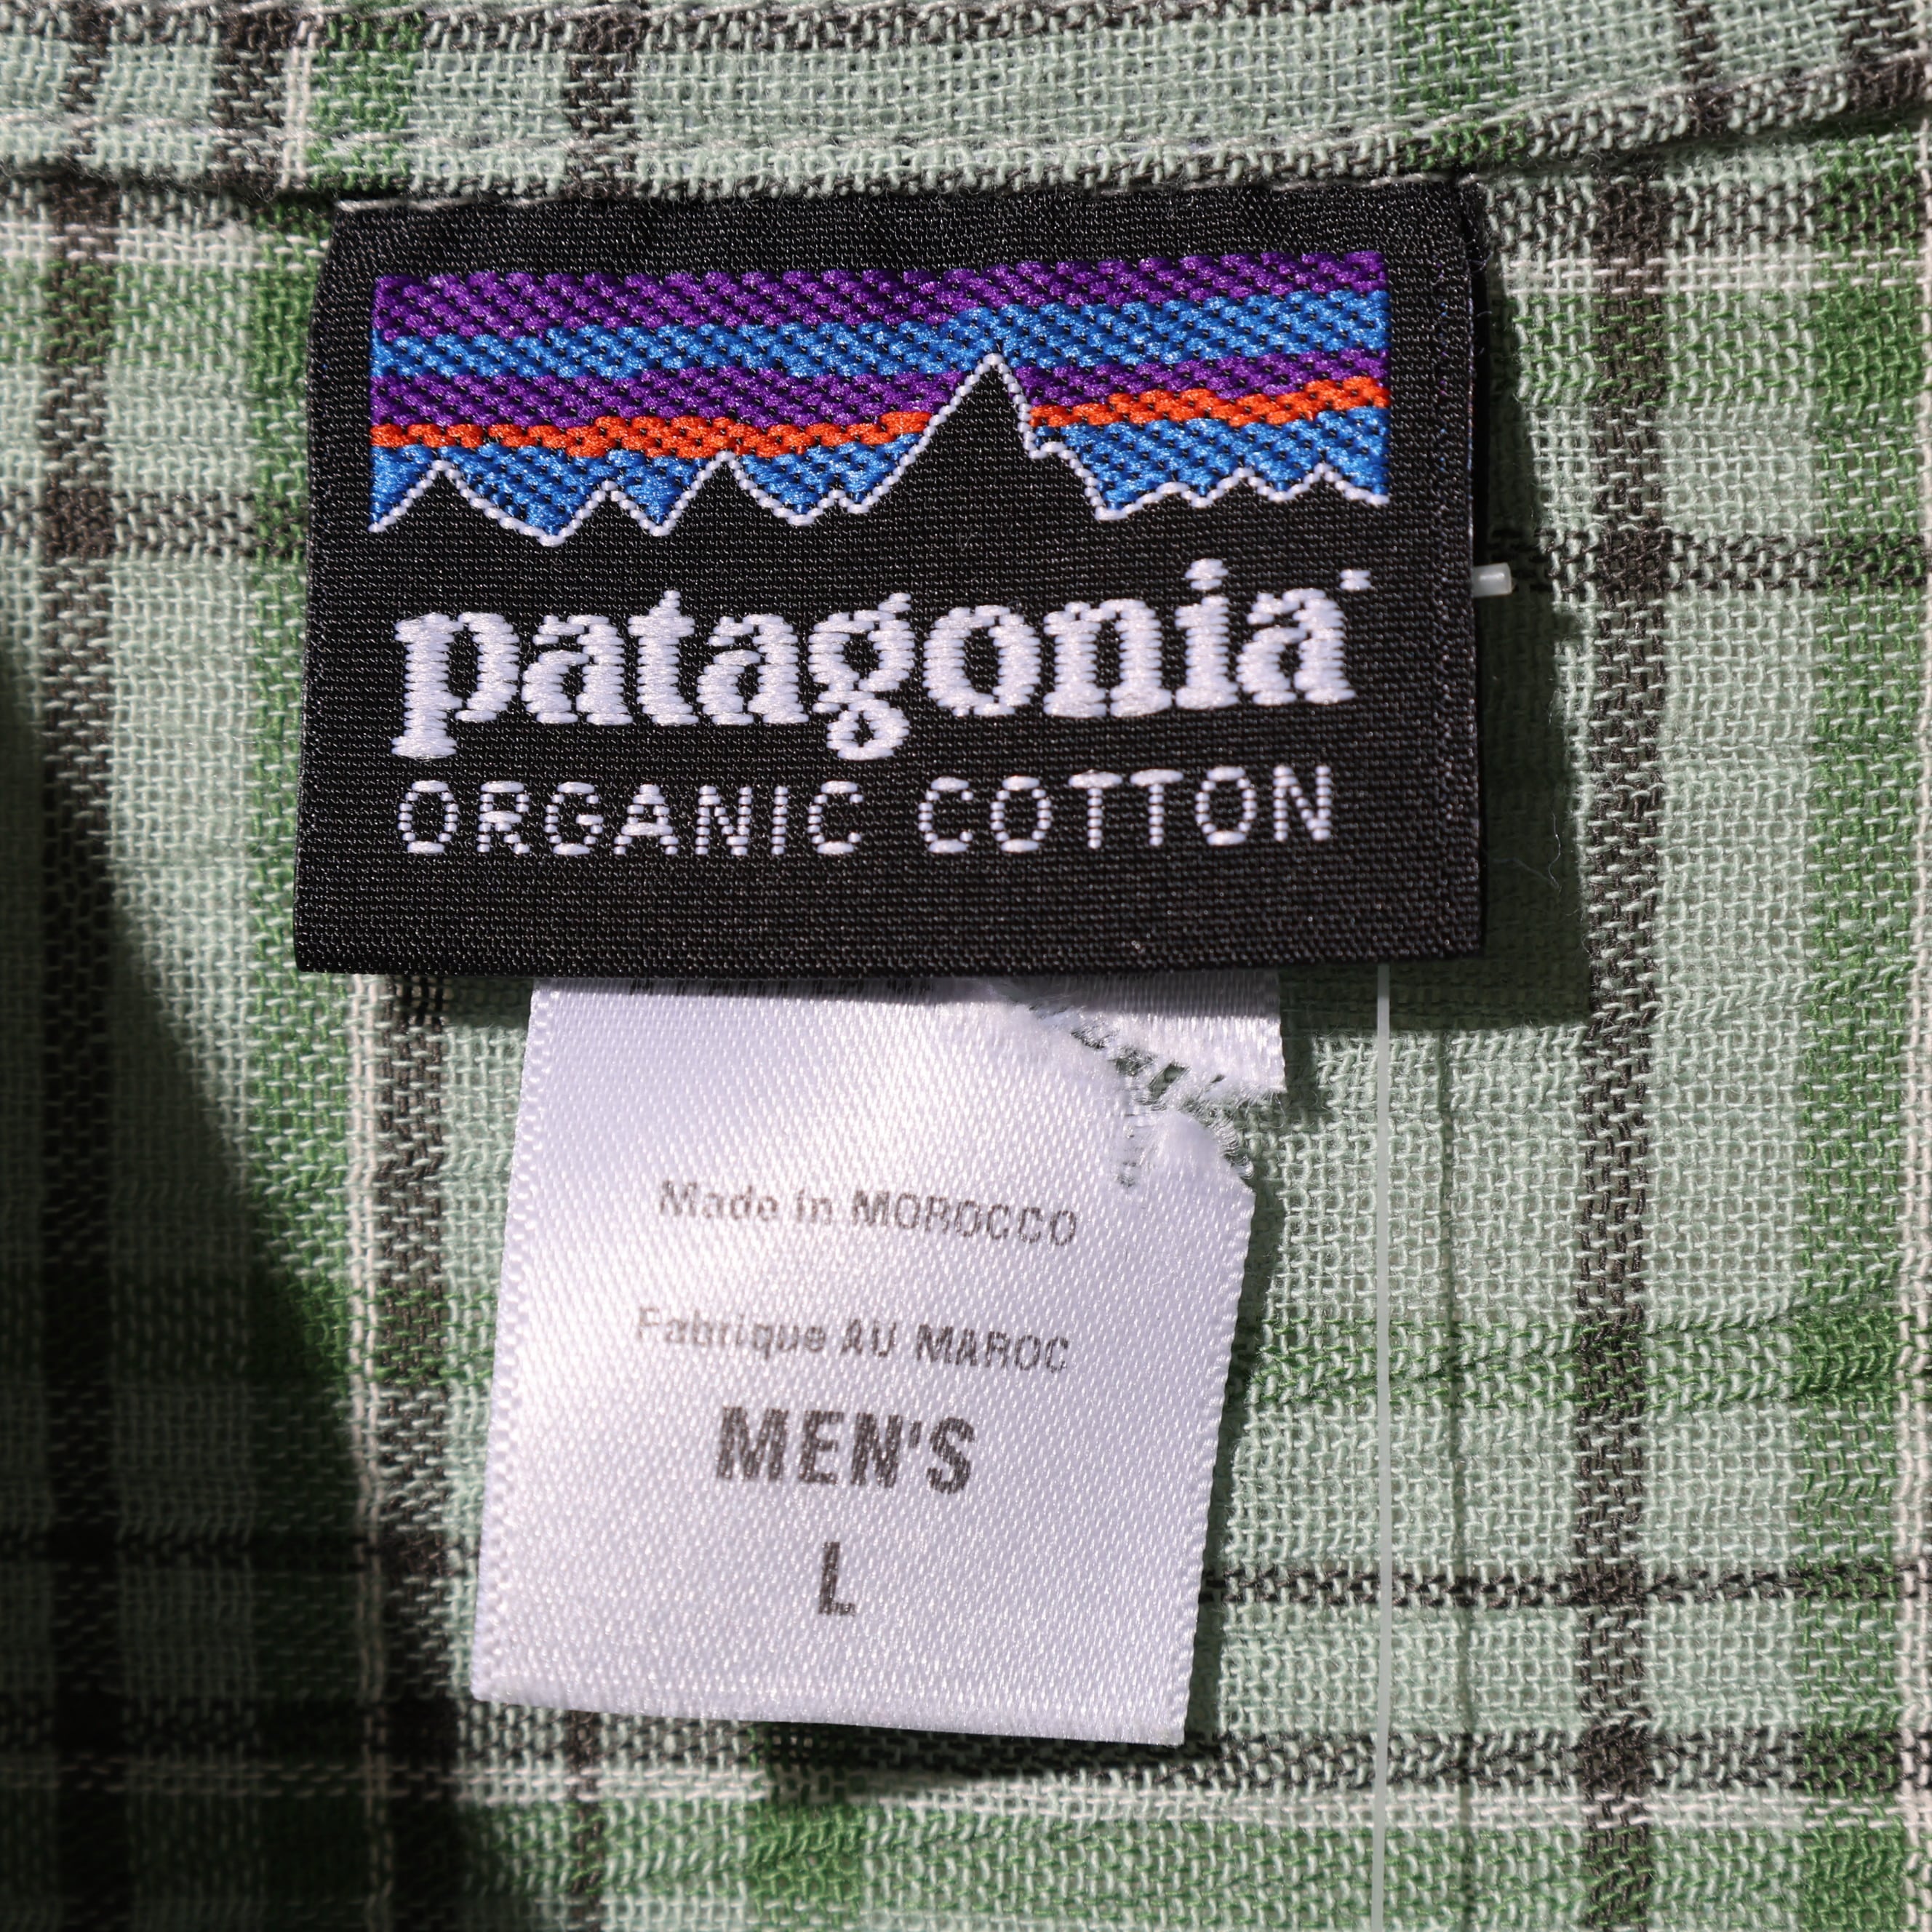 patagonia
ORGANIC COTTON
Made in MOROCCO
Fabrique AU MAROC
MEN'S
L